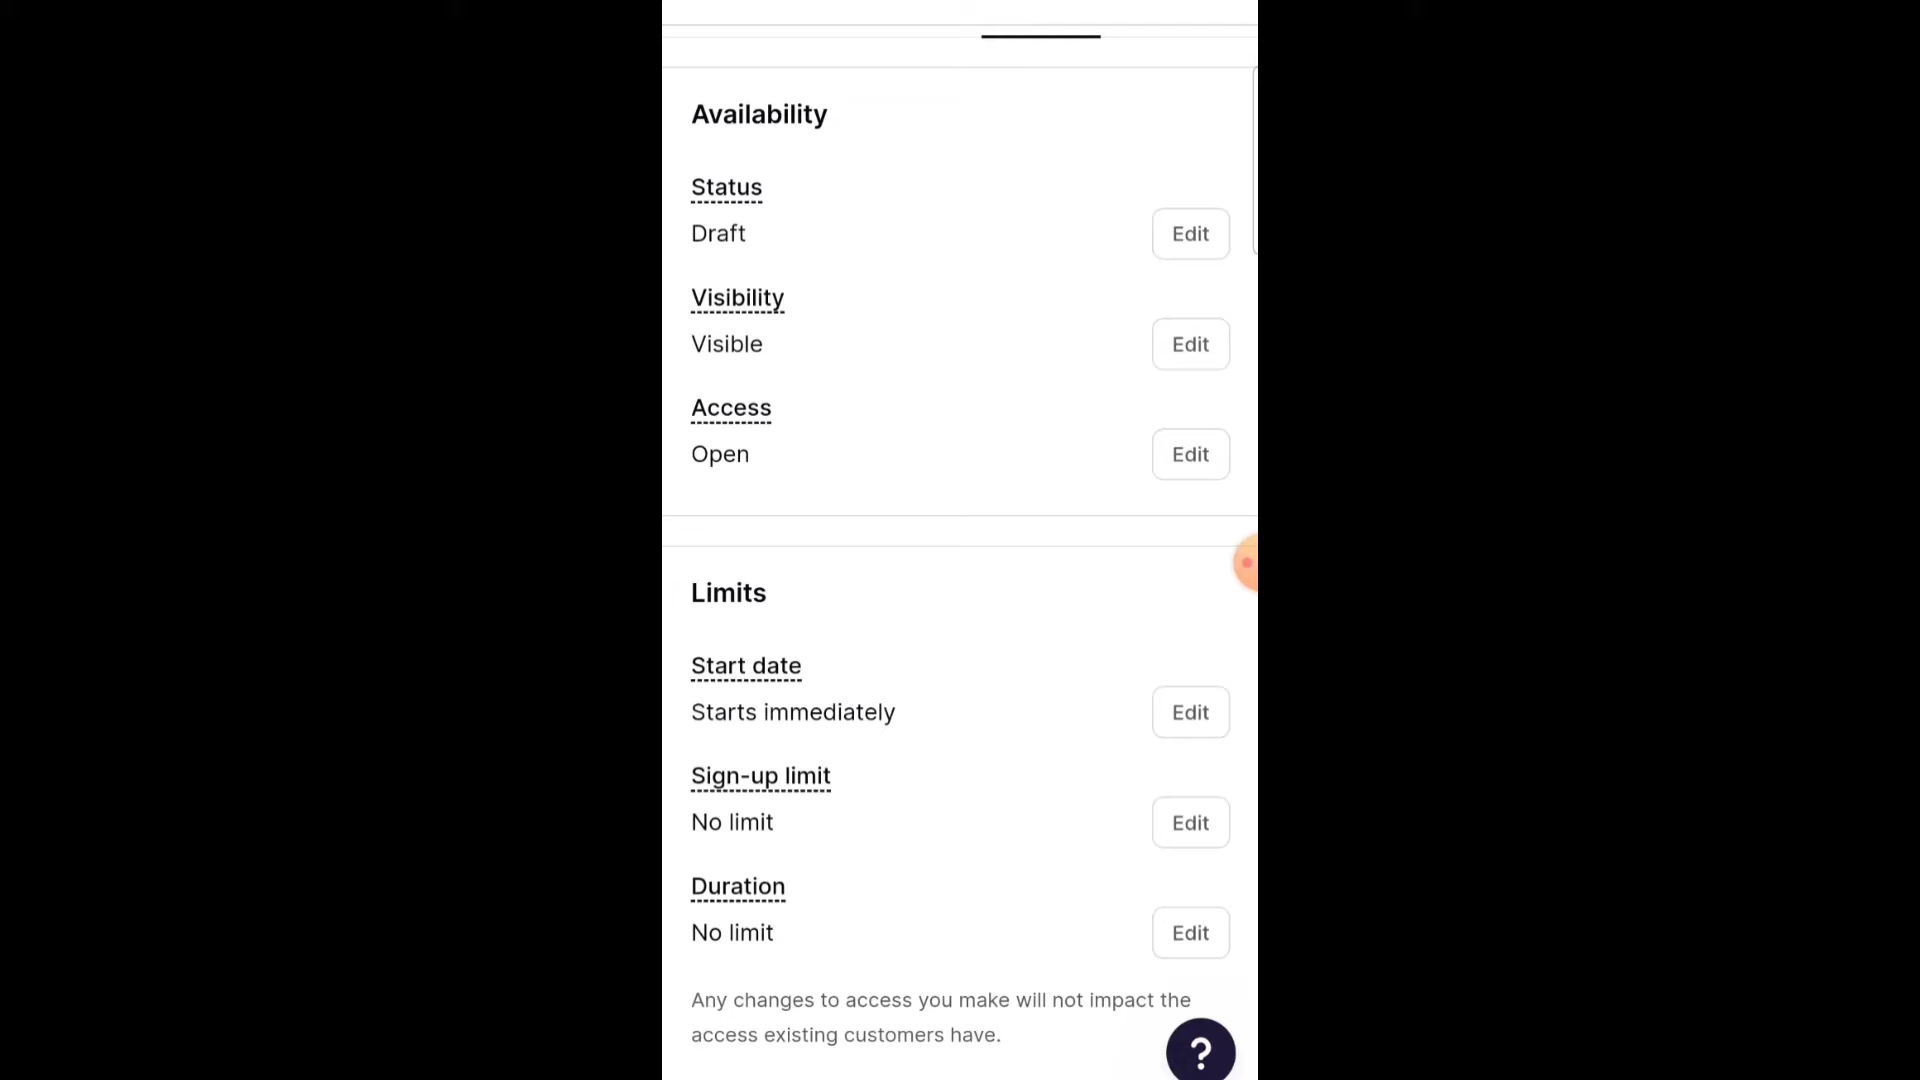 Availability
Status
Draft
Edit
Visibility
Visible
Edit
Access
Open
Edit
Limits
Start date
Starts immediately
Edit
Sign-up limit
No limit
Edit
Duration
No limit
Edit
Any changes to access you make will not impact the
access existing customers have.
?